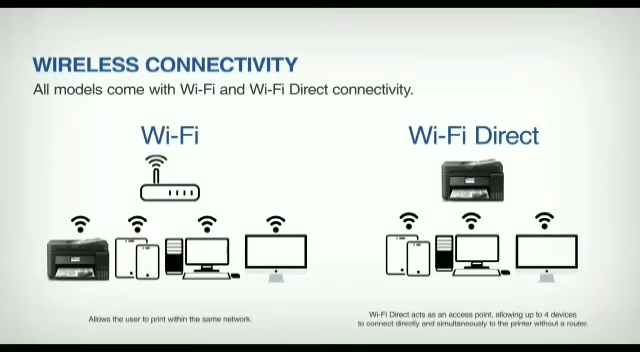 WIRELESS CONNECTIVITY
All models come with Wi-Fi and Wi-Fi Direct connectivity.
Wi-Fi
Wi-Fi Direct
Allows the user to print within the same network.
Wi-Fi Direct acts as an access point, allowing up to 4 devices
to connect directly and simultaneously to the printer without a router.